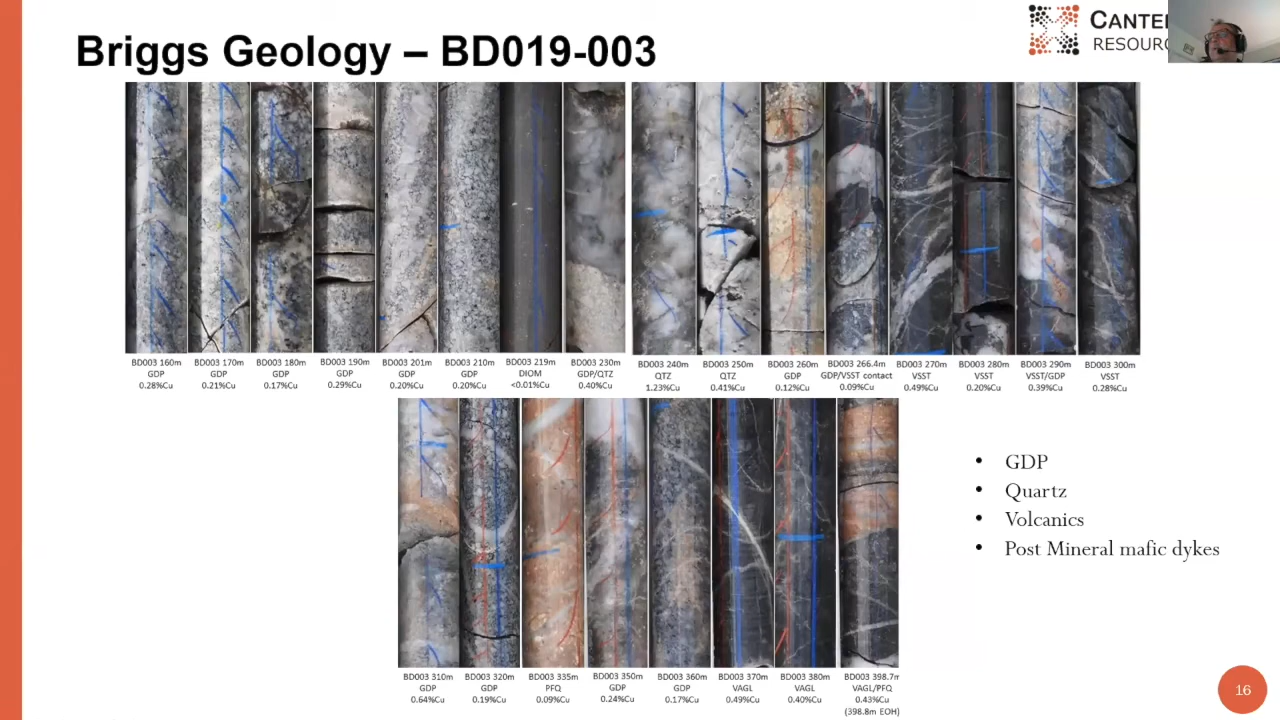 Briggs Geology – BD019-003
RESOURC
BD003 160m
GDP
0.28%Cu
BD003 170m
GDP
0.21%Cu
BD003 180m
GDP
0.17%Cu
BD003 190m
GDP
0.29%Cu
BD003 201m
GDP
0.20%Cu
BD003 210m
GDP
0.20%Cu
BD003 219m
DIOM
<0.01%Cu
BD003 230m
GDP/QTZ
0.40%Cu
BD003 240m
QTZ
1.23%Cu
BD003 250m
QTZ
0.41%Cu
BD003 260m
GDP
0.12%Cu
BD003 266.4m
GDP/VSST contact
0.09%Cu
BD003 270m
VSST
0.49%Cu
BD003 280m
VSST
0.20%Cu
BD003 290m
VSST/GDP
0.39%Cu
BD003 300m
VSST
0.28%Cu
BD003 310m
GDP
0.64%Cu
BD003 320m
GDP
0.19%Cu
BD003 335m
PFQ
0.09%Cu
BD003 350m
GDP
0.24%Cu
BD003 360m
GDP
0.17%Cu
BD003 370m
VAGL
0.49%Cu
BD003 380m
VAGL
0.40%Cu
BD003 398.7m
VAGL/PFQ
0.43%Cu
(398.8m EOH)
• GDP
• Quartz
• Volcanics
• Post Mineral mafic dykes
16